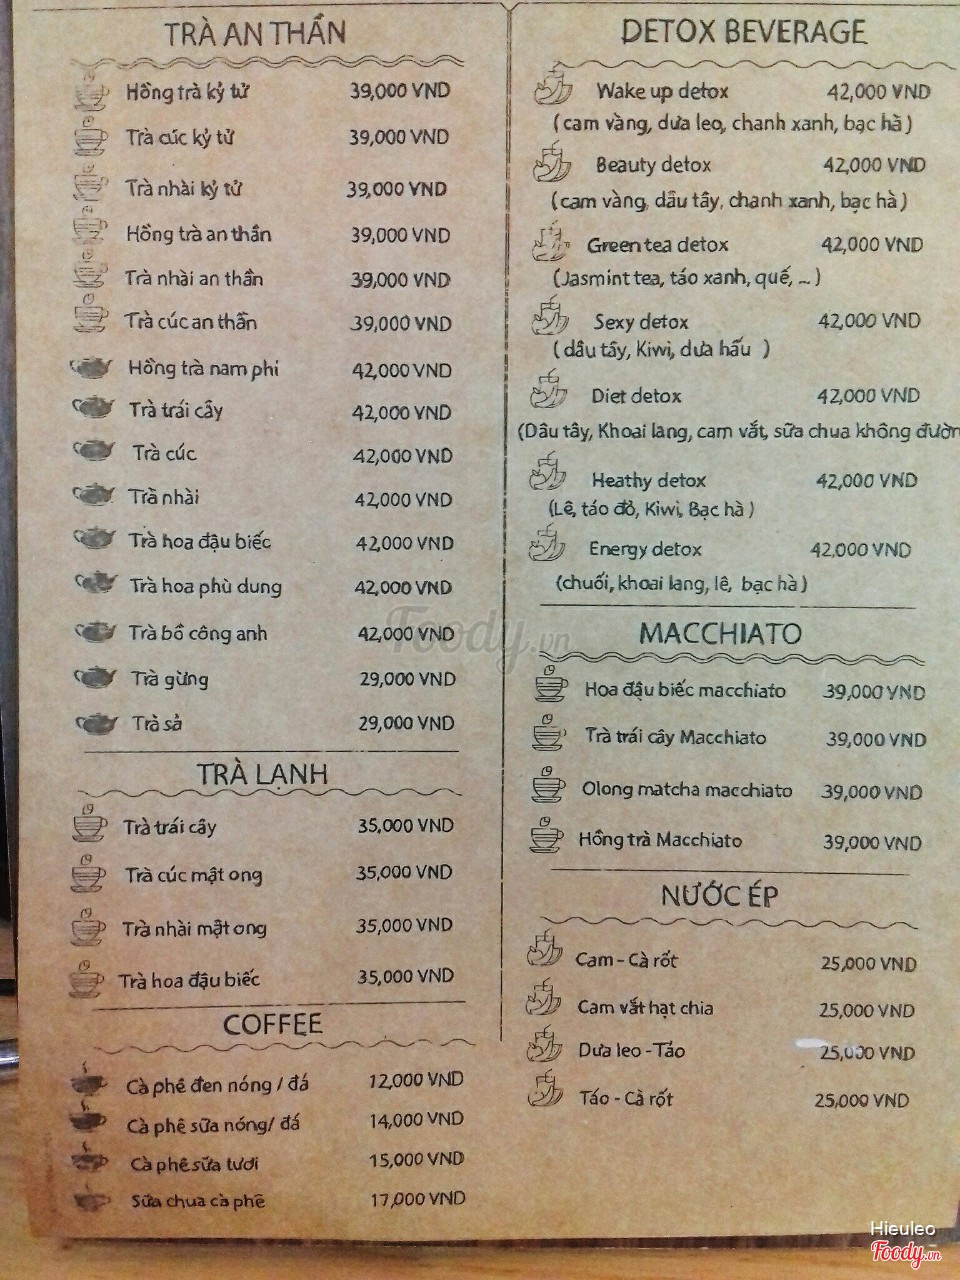 TRÀ AN THẦN
Hồng trà kỷ tử 39,000 VND
Trà cúc kỷ tử 39,000 VND
Trà nhài kỷ tử 39,000 VND
Hồng trà an thần 39,000 VND
Trà nhài an thần 39,000 VND
Trà cúc an thần 39,000 VND
Hồng trà nam phi 42,000 VND
Trà trái cây 42,000 VND
Trà cúc 42,000 VND
Trà nhài 42,000 VND
Trà hoa đậu biếc 42,000 VND
Trà hoa phù dung 42,000 VND
Trà bồ công anh 42,000 VND
Trà gừng 29,000 VND
Trà sả 29,000 VND
TRÀ LẠNH
Trà trái cây 35,000 VND
Trà cúc mật ong 35,000 VND
Trà nhài mật ong 35,000 VND
Trà hoa đậu biếc 35,000 VND
COFFEE
Cà phê đen nóng / đá 12,000 VND
Cà phê sữa nóng/ đá 14,000 VND
Cà phê sữa tươi 15,000 VND
Sữa chua cà phê 17,000 VND
DETOX BEVERAGE
Wake up detox 42,000 VND
(cam vàng, dưa leo, chanh xanh, bạc hà)
Beauty detox 42,000 VND
(cam vàng, dâu tây, chanh xanh, bạc hà)
Green tea detox 42,000 VND
(Jasmint tea, táo xanh, quế, ...)
Sexy detox 42,000 VND
(dâu tây, Kiwi, dưa hấu )
Diet detox 42,000 VND
(Dâu tây, Khoai lang, cam vắt, sữa chua không đườn
Heathy detox 42,000 VND
(Lê, táo đỏ, Kiwi, Bạc hà)
Energy detox 42,000 VND
(chuối, khoai lang, lê, bạc hà)
MACCHIATO
Hoa đậu biếc macchiato 39,000 VND
Trà trái cây Macchiato 39,000 VND
Olong matcha macchiato 39,000 VND
Hồng trà Macchiato 39,000 VND
NƯỚC ÉP
Cam - Cà rốt 25,000 VND
Cam vắt hạt chia 25,000 VND
Dưa leo - Táo 25,000 VND
Táo - Cà rốt 25,000 VND
Foody.vn
Hieuleo
Foody.vn